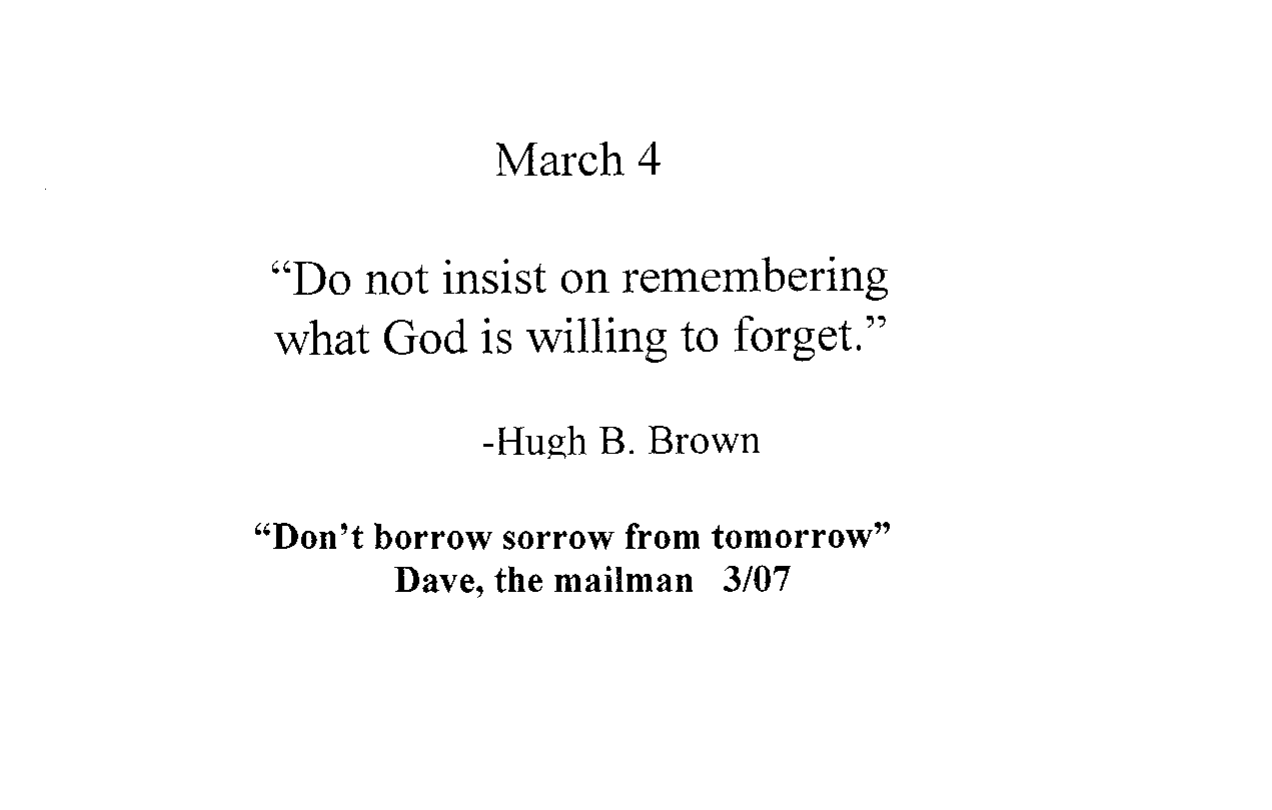 March 4
“Do not insist on remembering
what God is willing to forget.”
-Hugh B. Brown
“Don’t borrow sorrow from tomorrow”
Dave, the mailman 3/07